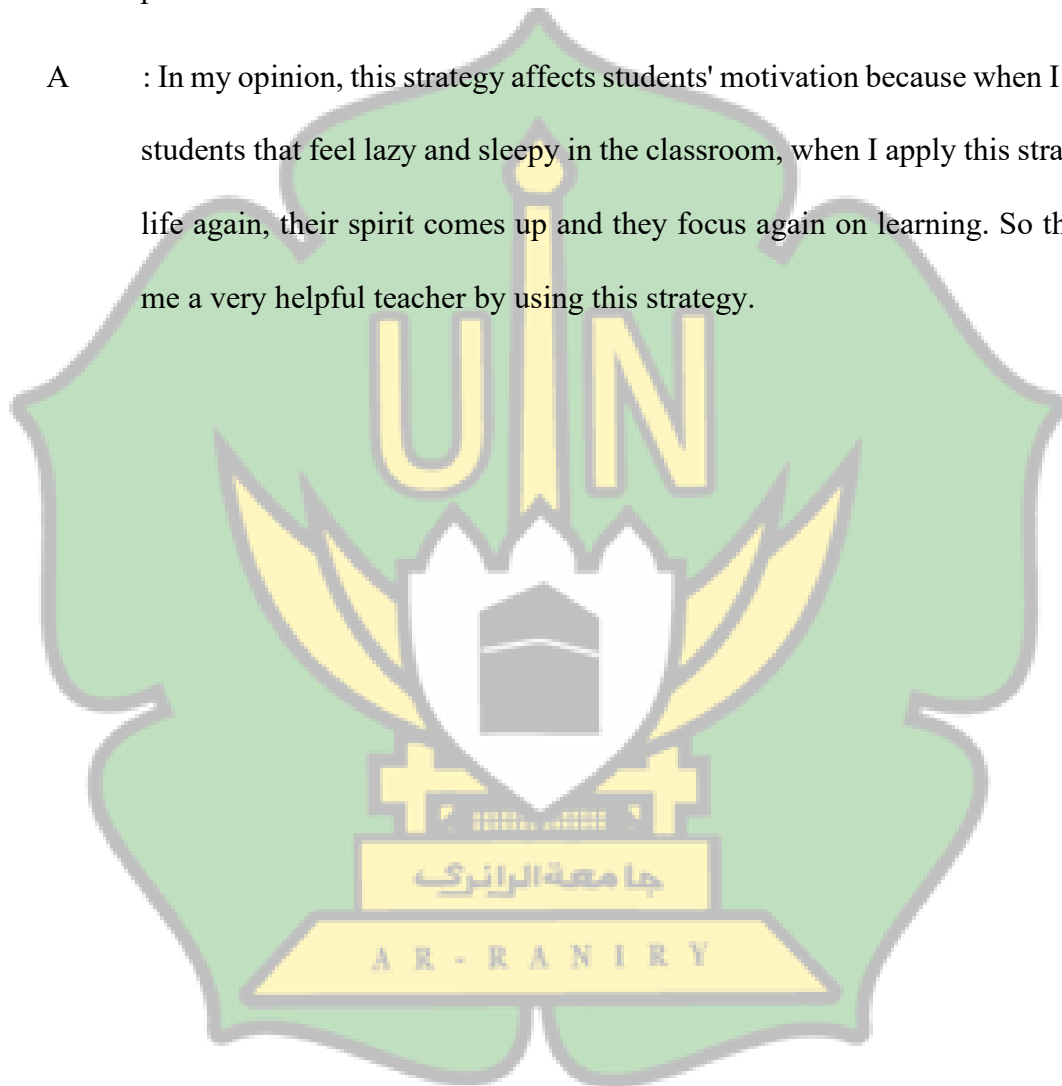 A : In my opinion, this strategy affects students' motivation because when I
students that feel lazy and sleepy in the classroom, when I apply this stra
life again, their spirit comes up and they focus again on learning. So th
me a very helpful teacher by using this strategy.
U N
جامعة الرانري
AR-RANIRY